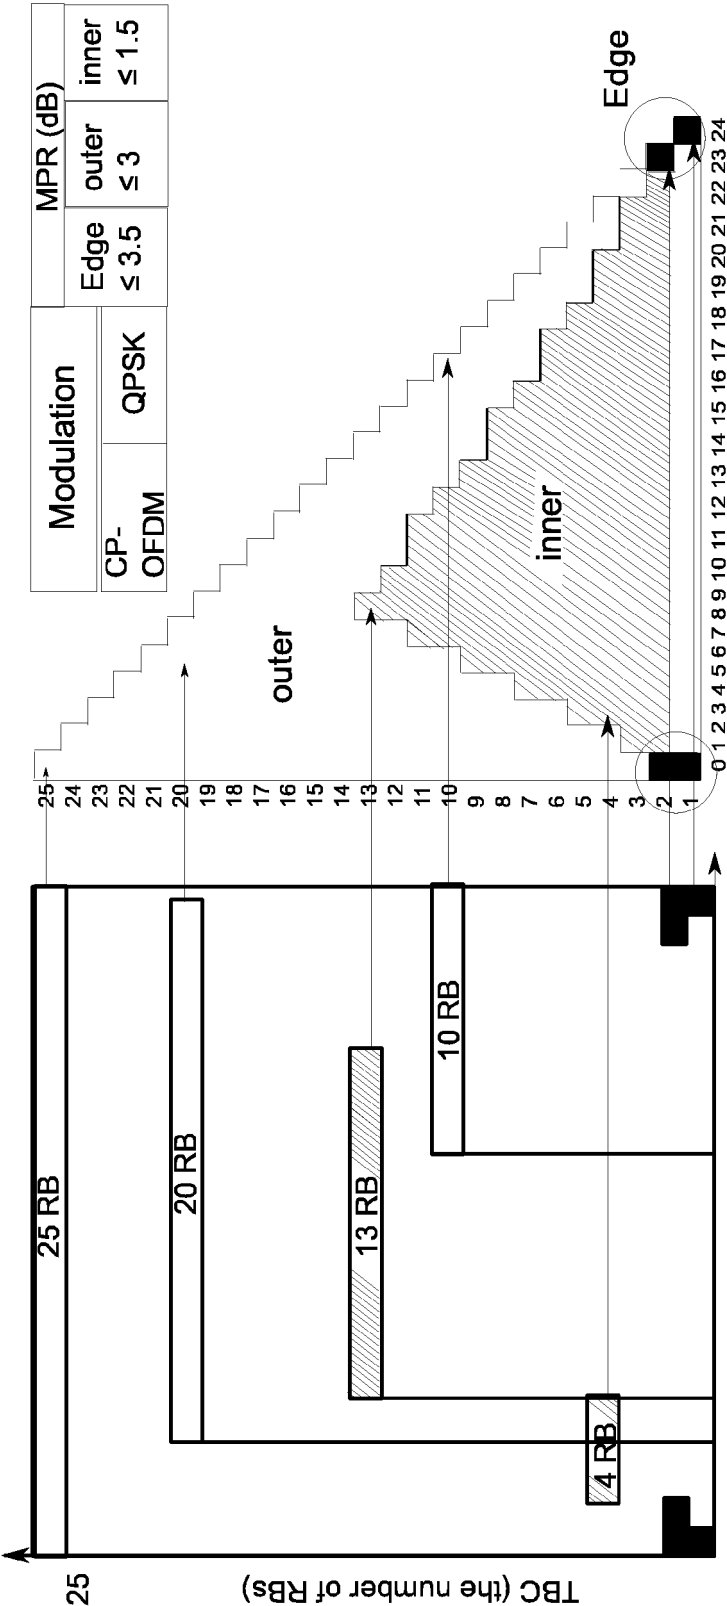 Modulation
MPR (dB)
Edge
outer
inner
CP-
OFDM
QPSK
≤ 3.5
≤ 3
≤ 1.5
25
TBC (the number of RBs)
25 RB
20 RB
13 RB
10 RB
4 RB
25
24
23
22
21
20
19
18
17
16
15
14
13
12
11
10
9
8
7
6
5
4
3
2
1
outer
inner
Edge
0 1 2 3 4 5 6 7 8 9 10 11 12 13 14 15 16 17 18 19 20 21 22 23 24